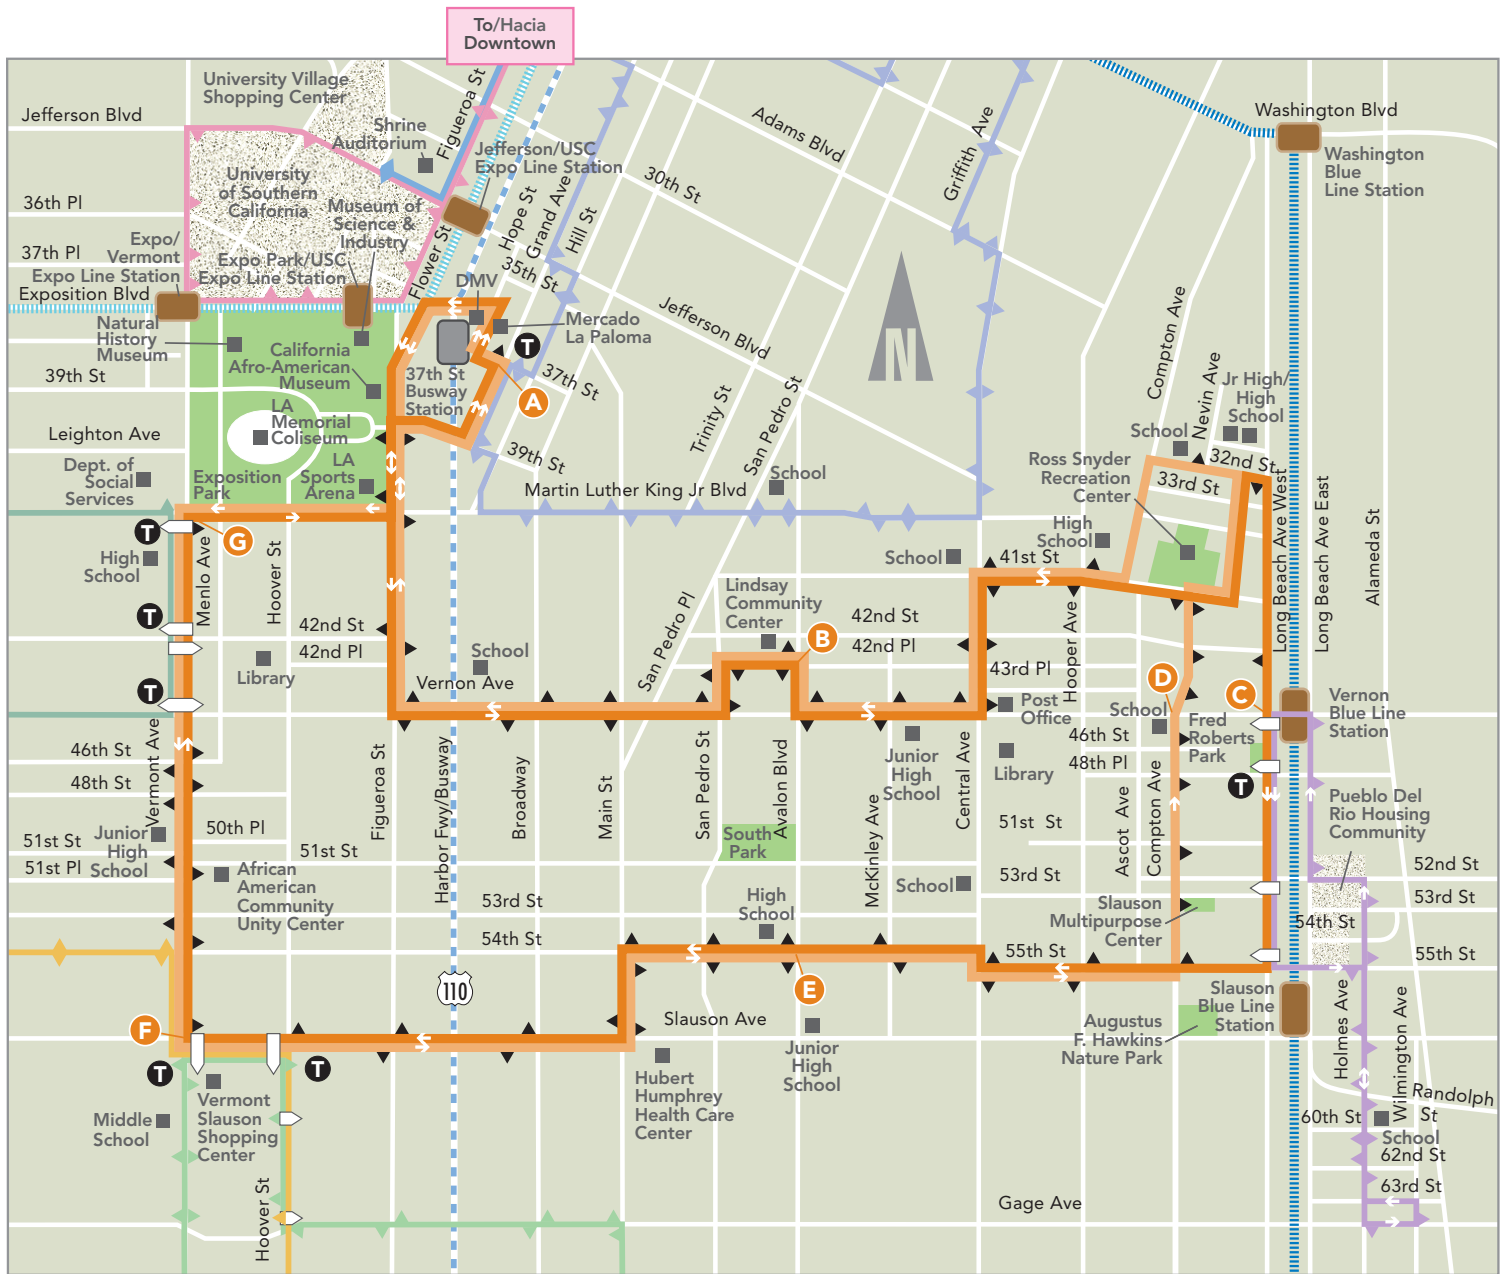 To/Hacia
Downtown
University Village
Shopping Center
Jefferson Blvd
Shrine
Auditorium
Figueroa St
Jefferson/USC
Expo Line Station
Adams Blvd
Griffith Ave
Washington Blvd
Washington
Blue
Line Station
University
of Southern
California
Museum of
Science &
Industry
36th Pl
37th Pl
Expo/
Vermont
Expo Line Station
Expo Park/USC
Expo Line Station
Exposition Blvd
Flower St
Hope St
Grand Ave
Hill St
30th St
35th St
DMV
Mercado
La Paloma
Jefferson Blvd
N
Natural
History
Museum
California
Afro-American
Museum
39th St
37th St
Busway
Station
T
37th St
A
Compton Ave
Nevin Ave
Jr High/
High
School
School
32nd St
33rd St
Ross Snyder
Recreation
Center
LA
Memorial
Coliseum
Leighton Ave
Dept. of
Social
Services
Exposition
Park
LA
Sports
Arena
39th St
Trinity St
San Pedro St
School
Martin Luther King Jr Blvd
T
G
High
School
Menlo Ave
Hoover St
High
School
School
41st St
Long Beach Ave West
Long Beach Ave East
Alameda St
T
42nd St
42nd Pl
Library
School
Vernon Ave
San Pedro Pl
Lindsay
Community
Center
B
42nd St
42nd Pl
43rd Pl
Hooper Ave
Post
Office
D
C
School
Fred
Roberts
Park
Vernon
Blue Line
Station
T
46th St
48th St
Vermont Ave
Figueroa St
Harbor Fwy/Busway
Broadway
Main St
San Pedro St
Avalon Blvd
McKinley Ave
Central Ave
Junior
High
School
Library
46th St
48th Pl
Ascot Ave
Compton Ave
T
Pueblo Del
Rio Housing
Community
Junior
High
School
50th Pl
51st St
51st Pl
51st St
South
Park
51st St
52nd St
African
American
Community
Unity Center
53rd St
54th St
High
School
School
53rd St
53rd St
Slauson
Multipurpose
Center
54th St
55th St
55th St
E
110
Slauson Ave
Junior
High
School
Slauson
Blue Line
Station
Augustus
F. Hawkins
Nature Park
Holmes Ave
Wilmington Ave
F
T
T
Vermont
Slauson
Shopping
Center
Middle
School
Hubert
Humphrey
Health Care
Center
Randolph
St
60th St
School
62nd St
63rd St
Hoover St
Gage Ave